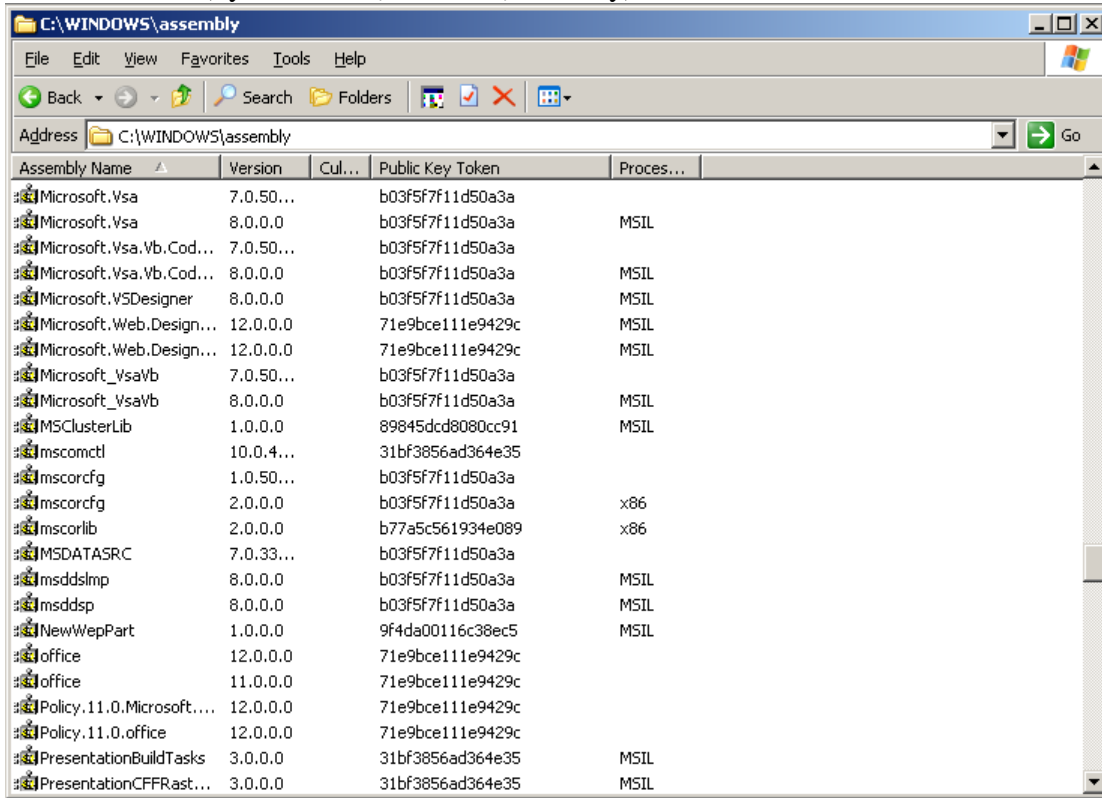 C:\WINDOWS\assembly
File Edit View Favorites Tools Help
Back Search Folders
Address C:\WINDOWS\assembly Go
Assembly Name Version Cul... Public Key Token Proces...
Microsoft.Vsa 7.0.50... b03f5f7f11d50a3a
Microsoft.Vsa 8.0.0.0 b03f5f7f11d50a3a MSIL
Microsoft.Vsa.Vb.Cod... 7.0.50... b03f5f7f11d50a3a
Microsoft.Vsa.Vb.Cod... 8.0.0.0 b03f5f7f11d50a3a MSIL
Microsoft.VSDesigner 8.0.0.0 b03f5f7f11d50a3a MSIL
Microsoft.Web.Design... 12.0.0.0 71e9bce111e9429c MSIL
Microsoft.Web.Design... 12.0.0.0 71e9bce111e9429c MSIL
Microsoft_VsaVb 7.0.50... b03f5f7f11d50a3a
Microsoft_VsaVb 8.0.0.0 b03f5f7f11d50a3a MSIL
MSClusterLib 1.0.0.0 89845dcd8080cc91 MSIL
mscomctl 10.0.4... 31bf3856ad364e35
mscorcfg 1.0.50... b03f5f7f11d50a3a
mscorcfg 2.0.0.0 b03f5f7f11d50a3a x86
mscorlib 2.0.0.0 b77a5c561934e089 x86
MSDATASRC 7.0.33... b03f5f7f11d50a3a
msddslmp 8.0.0.0 b03f5f7f11d50a3a MSIL
msddsp 8.0.0.0 b03f5f7f11d50a3a MSIL
NewWepPart 1.0.0.0 9f4da00116c38ec5 MSIL
office 12.0.0.0 71e9bce111e9429c
office 11.0.0.0 71e9bce111e9429c
Policy.11.0.Microsoft.... 12.0.0.0 71e9bce111e9429c
Policy.11.0.office 12.0.0.0 71e9bce111e9429c
PresentationBuildTasks 3.0.0.0 31bf3856ad364e35 MSIL
PresentationCFFRast... 3.0.0.0 31bf3856ad364e35 MSIL